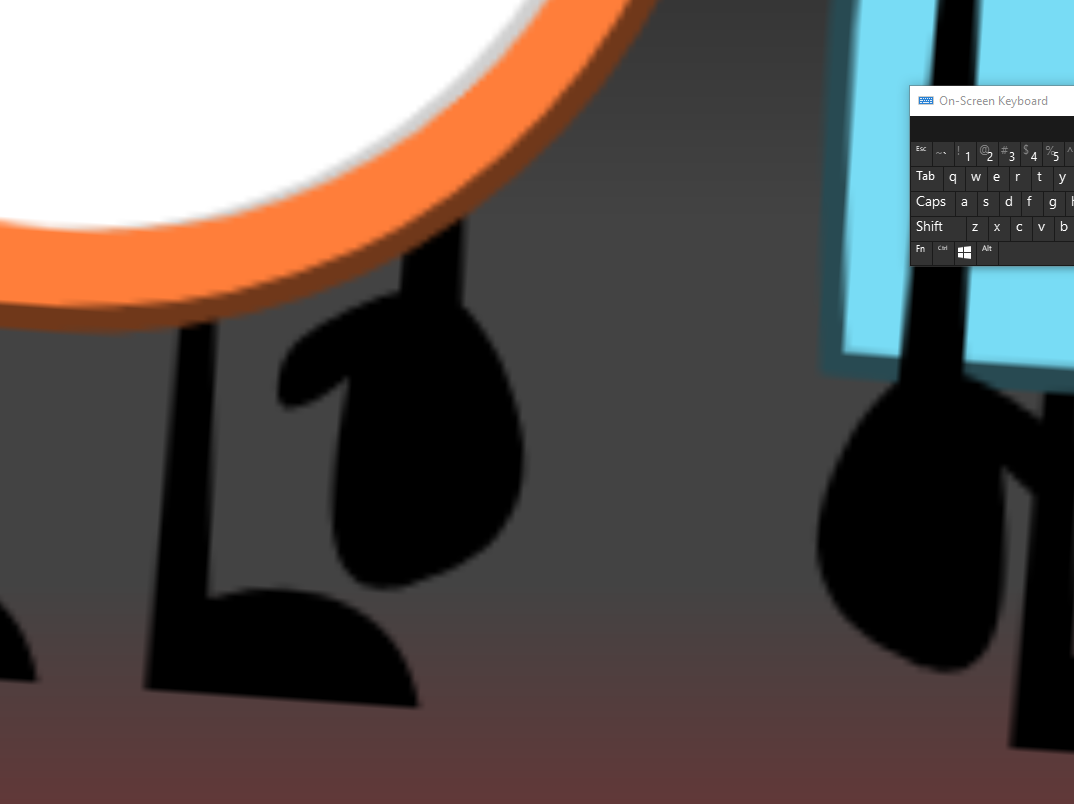 On-Screen Keyboard
Esc ~ ` ! 1 @ 2 # 3 $ 4 % 5 ^
Tab q w e r t y
Caps a s d f g
Shift z x c v b
Fn Ctrl Alt